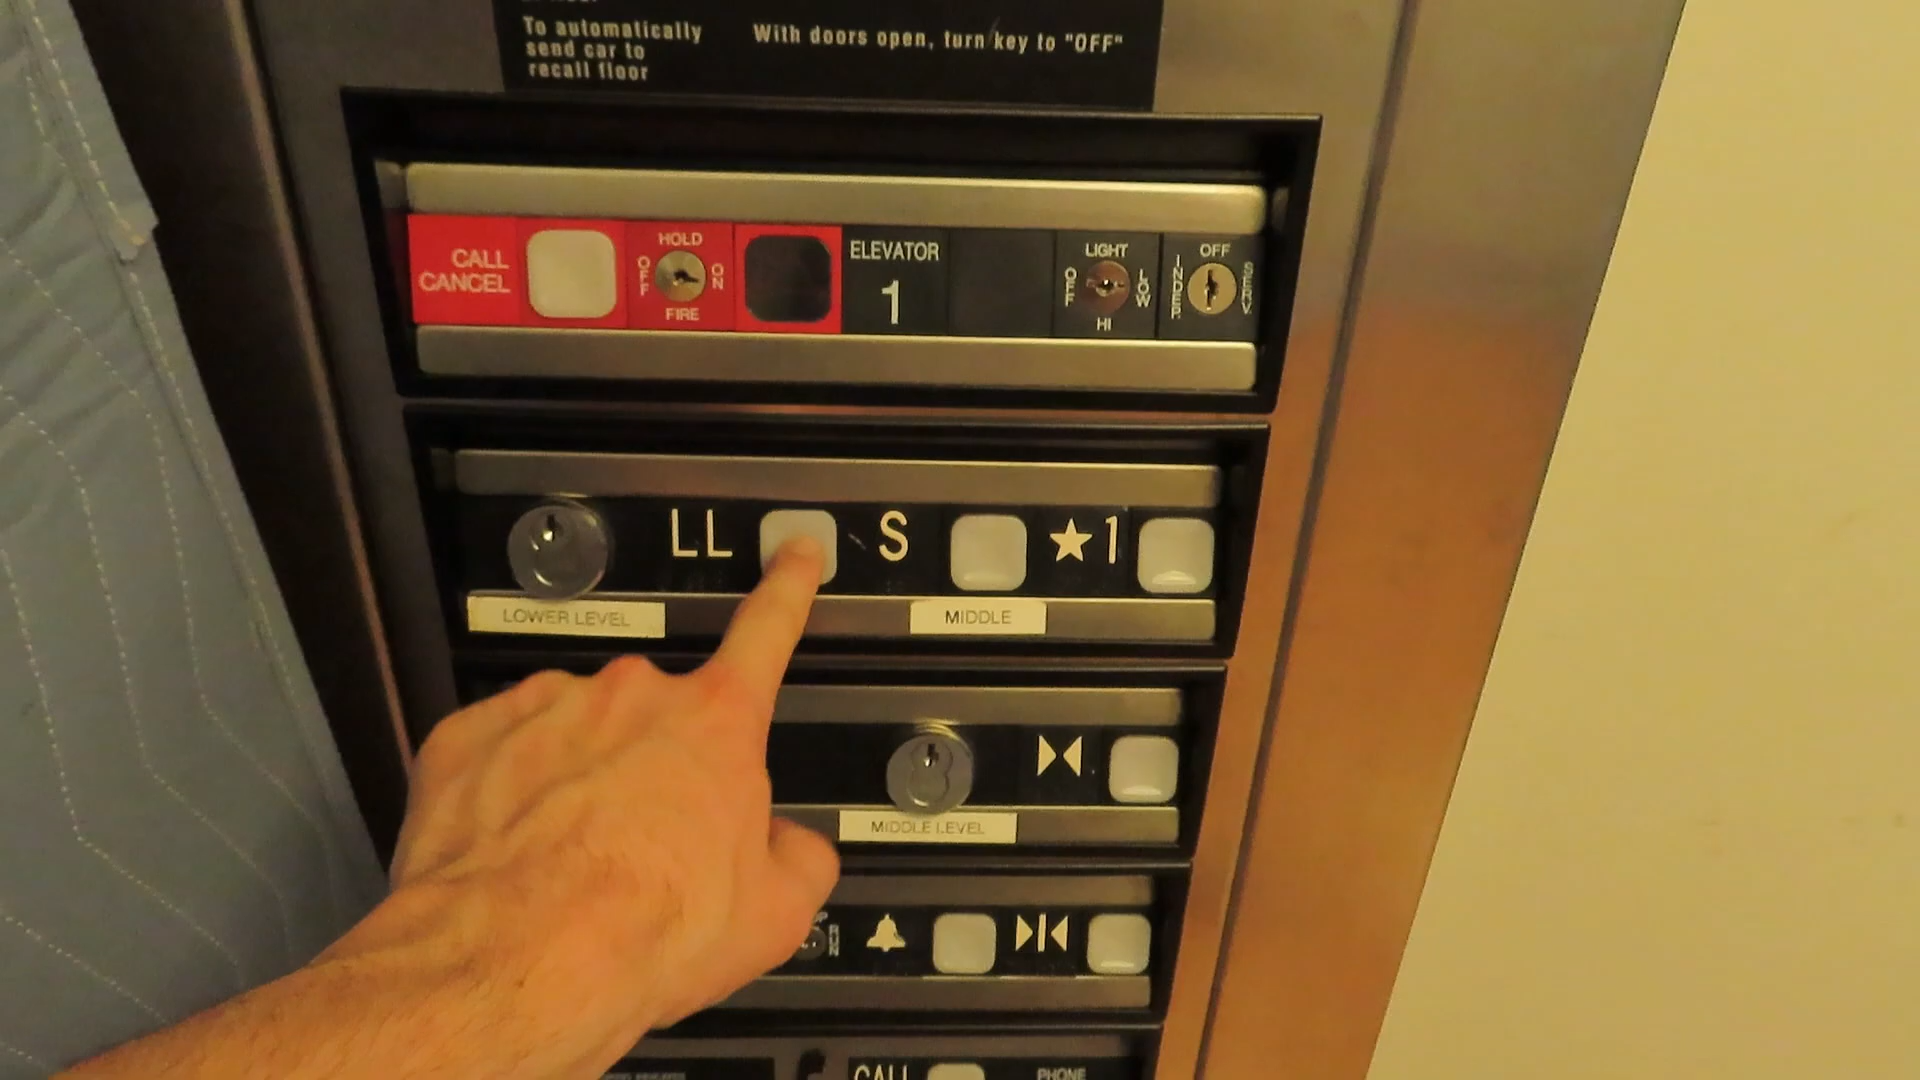 To automatically
send car to
recall floor
With doors open, turn key to "OFF"
CALL
CANCEL
HOLD
OFF
ON
FIRE
ELEVATOR
1
LIGHT
OFF
LOW
HI
OFF
INDEP.
SERV.
LL
S
★1
LOWER LEVEL
MIDDLE
MIDDLE LEVEL
RUN
CALL
PHONE